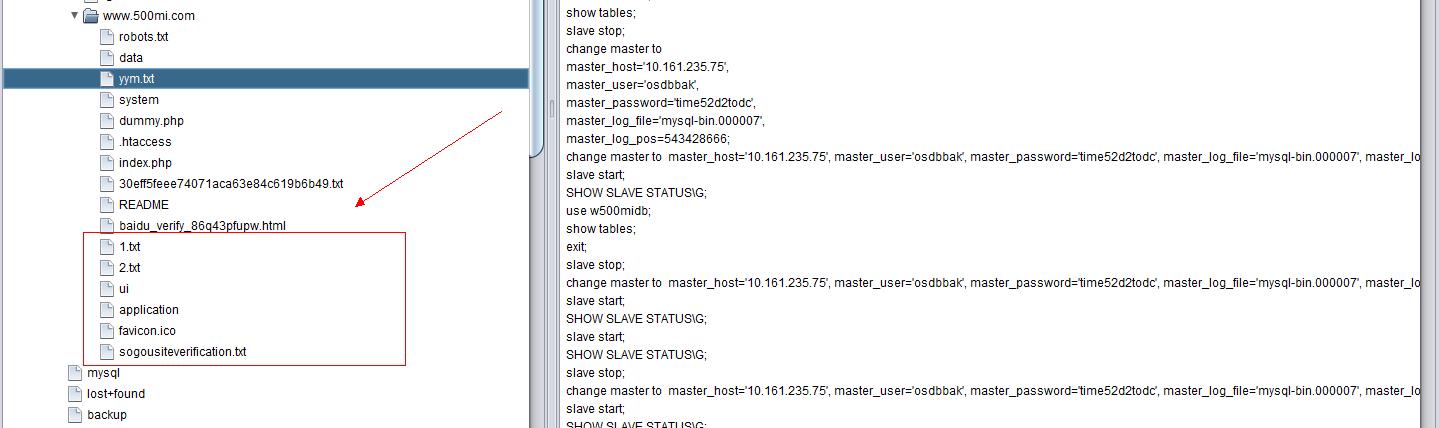 www.500mi.com
robots.txt
data
yym.txt
system
dummy.php
.htaccess
index.php
30eff5feee74071aca63e84c619b6b49.txt
README
baidu_verify_86q43pfupw.html
1.txt
2.txt
ui
application
favicon.ico
sogousiteverification.txt
mysql
lost+found
backup
show tables;
slave stop;
change master to
master_host='10.161.235.75',
master_user='osdbbak',
master_password='time52d2todc',
master_log_file='mysql-bin.000007',
master_log_pos=543428666;
change master to  master_host='10.161.235.75', master_user='osdbbak', master_password='time52d2todc', master_log_file='mysql-bin.000007', master_lo
slave start;
SHOW SLAVE STATUS\G;
use w500midb;
show tables;
exit;
slave stop;
change master to  master_host='10.161.235.75', master_user='osdbbak', master_password='time52d2todc', master_log_file='mysql-bin.000007', master_lo
slave start;
SHOW SLAVE STATUS\G;
slave start;
SHOW SLAVE STATUS\G;
slave stop;
change master to  master_host='10.161.235.75', master_user='osdbbak', master_password='time52d2todc', master_log_file='mysql-bin.000007', master_lo
slave start;
SHOW SLAVE STATUS\G;